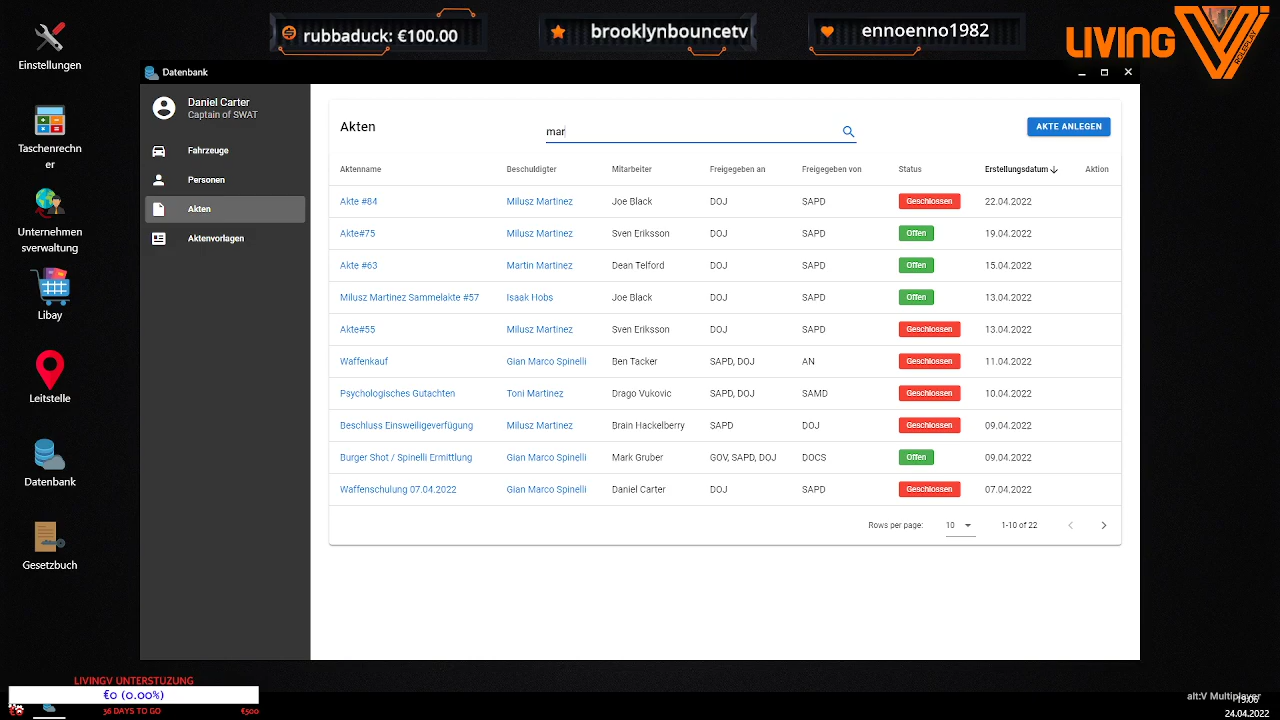 rubbaduck: €100.00
brooklynbouncetv
ennoenno1982
LIVING
V
ROLEPLAY
Einstellungen
Taschenrechn
er
Unternehmen
sverwaltung
Libay
Leitstelle
Datenbank
Gesetzbuch
Datenbank
Daniel Carter
Captain of SWAT
Fahrzeuge
Personen
Akten
Aktenvorlagen
Akten
mar
AKTE ANLEGEN
Aktenname Beschuldigter Mitarbeiter Freigegeben an Freigegeben von Status Erstellungsdatum Aktion
Akte #84 Milusz Martinez Joe Black DOJ SAPD Geschlossen 22.04.2022
Akte#75 Milusz Martinez Sven Eriksson DOJ SAPD Offen 19.04.2022
Akte #63 Martin Martinez Dean Telford DOJ SAPD Offen 15.04.2022
Milusz Martinez Sammelakte #57 Isaak Hobs Joe Black DOJ SAPD Offen 13.04.2022
Akte#55 Milusz Martinez Sven Eriksson DOJ SAPD Geschlossen 13.04.2022
Waffenkauf Gian Marco Spinelli Ben Tacker SAPD, DOJ AN Geschlossen 11.04.2022
Psychologisches Gutachten Toni Martinez Drago Vukovic SAPD, DOJ SAMD Geschlossen 10.04.2022
Beschluss Einsweiligeverfügung Milusz Martinez Brain Hackelberry SAPD DOJ Geschlossen 09.04.2022
Burger Shot / Spinelli Ermittlung Gian Marco Spinelli Mark Gruber GOV, SAPD, DOJ DOCS Offen 09.04.2022
Waffenschulung 07.04.2022 Gian Marco Spinelli Daniel Carter DOJ SAPD Geschlossen 07.04.2022
Rows per page: 10 1-10 of 22
LIVINGV UNTERSTUZUNG
€0 (0.00%)
€0 36 DAYS TO GO €500
alt:V Multiplayer
19:06
24.04.2022